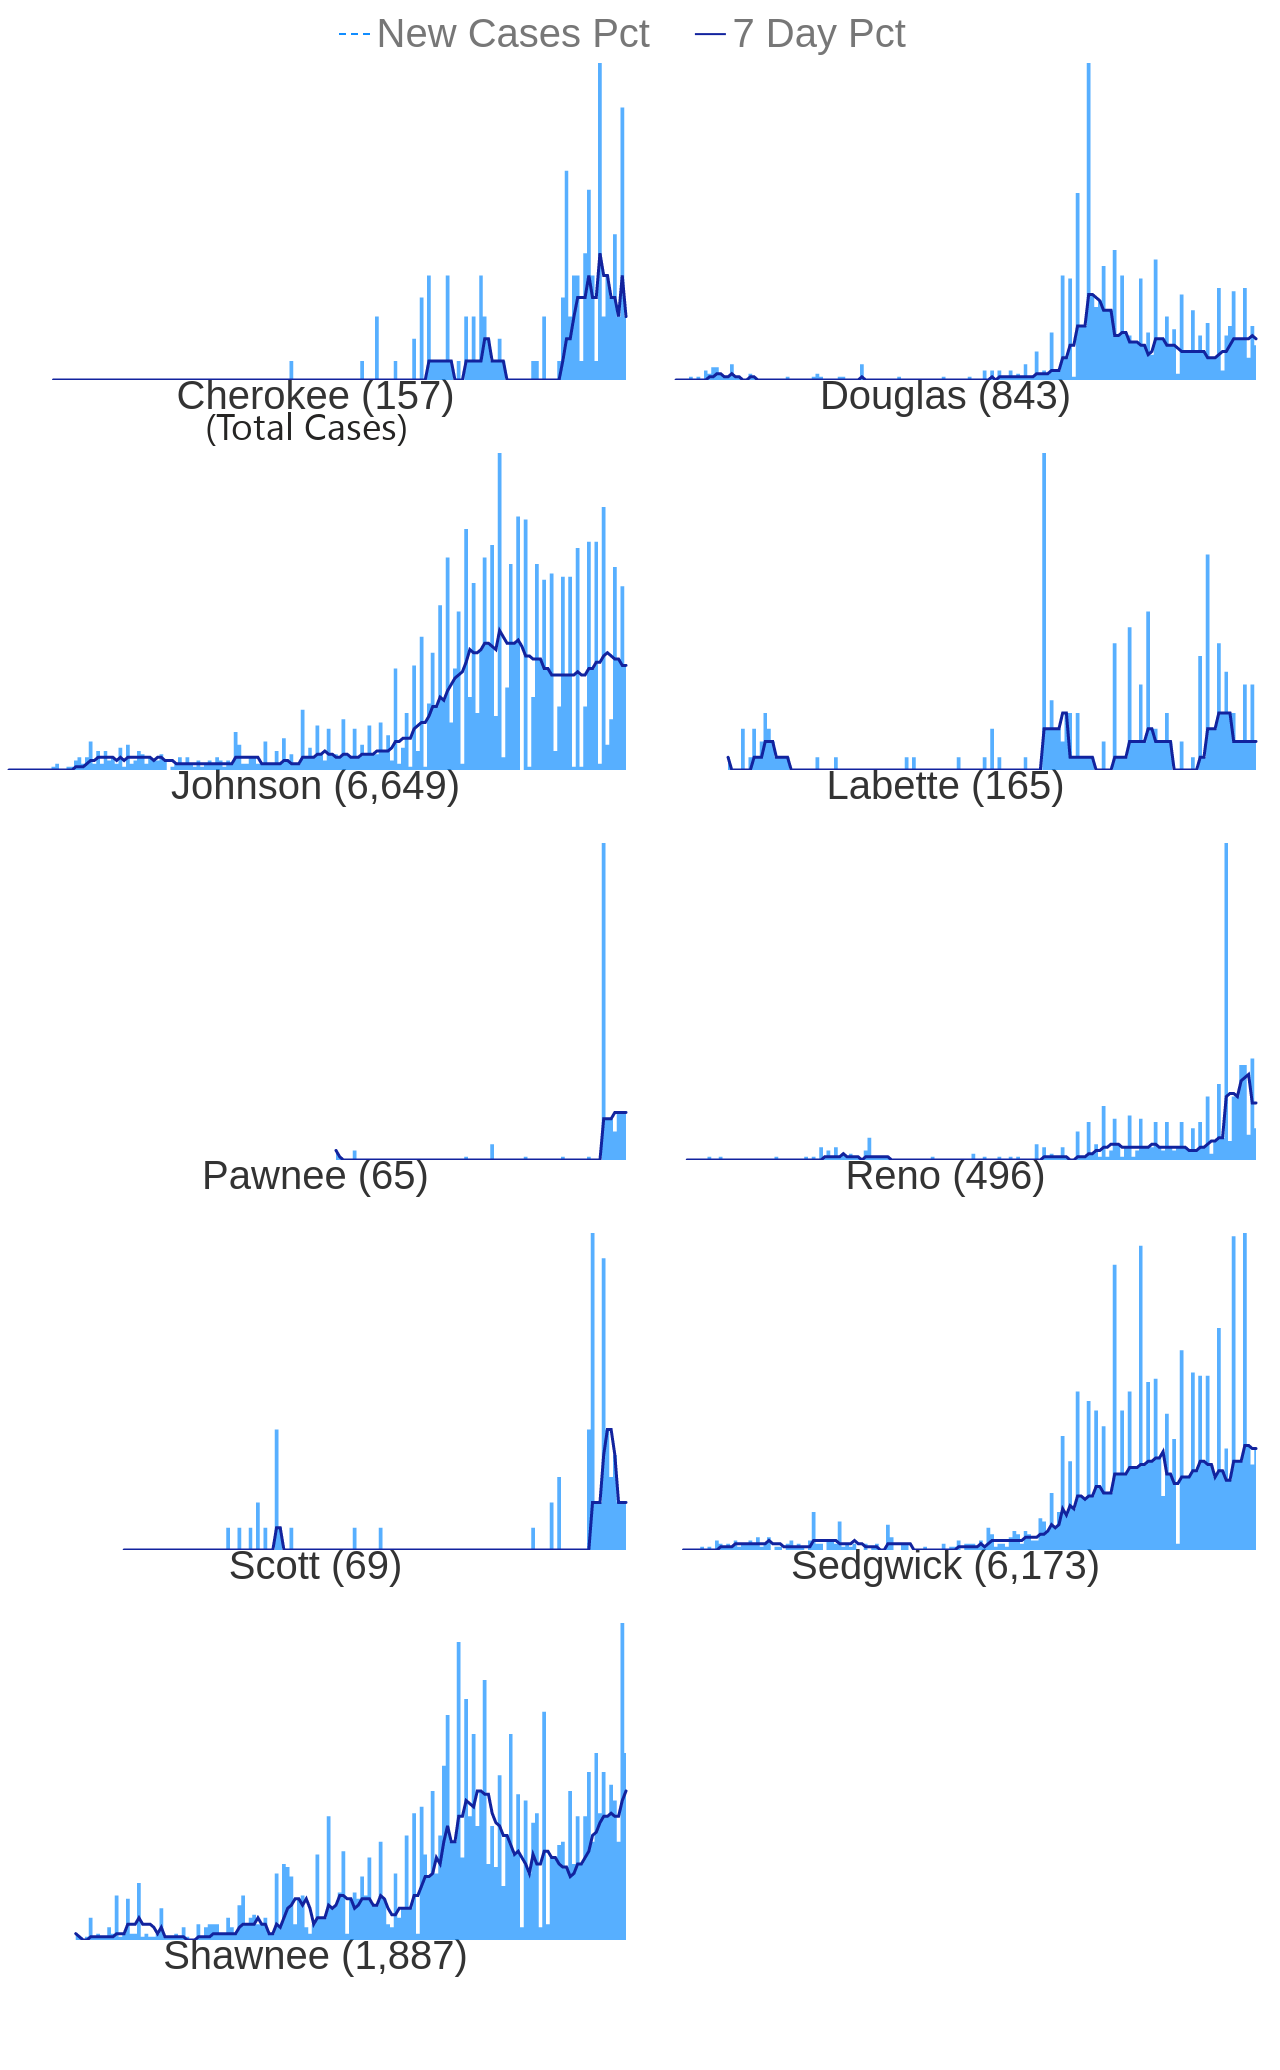 New Cases Pct 7 Day Pct
Cherokee (157) Douglas (843)
(Total Cases)
Johnson (6,649) Labette (165)
Pawnee (65) Reno (496)
Scott (69) Sedgwick (6,173)
Shawnee (1,887)